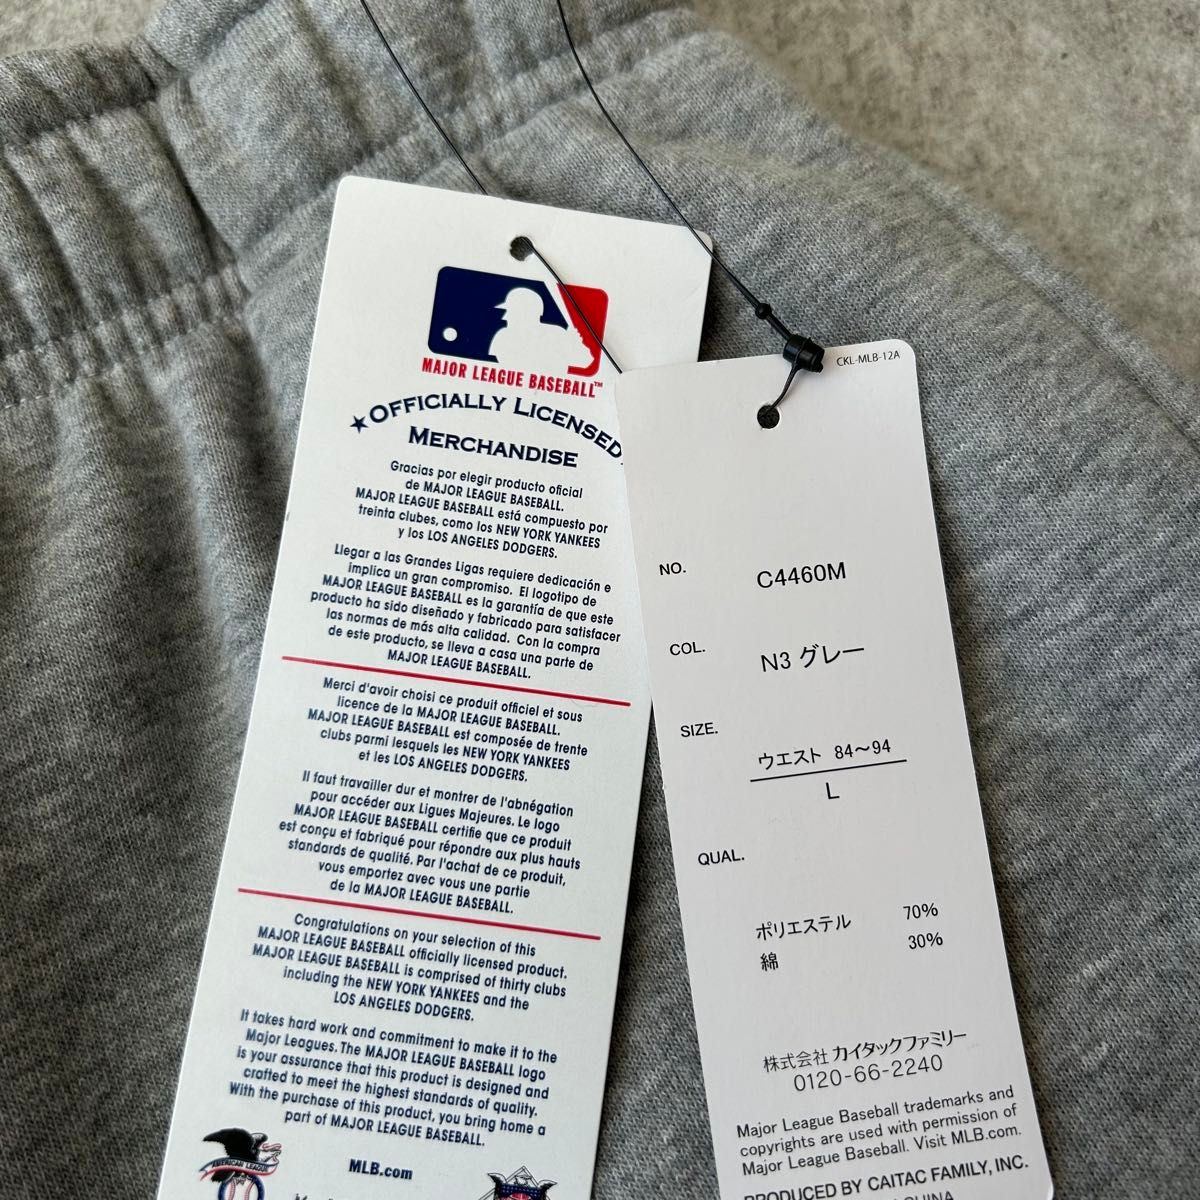 MAJOR LEAGUE BASEBALL™
★OFFICIALLY LICENSED
MERCHANDISE
Gracias por elegir producto oficial
de MAJOR LEAGUE BASEBALL.
MAJOR LEAGUE BASEBALL está compuesto por
treinta clubes, como los NEW YORK YANKEES
y los LOS ANGELES DODGERS.
Llegar a las Grandes Ligas requiere dedicación e
implica un gran compromiso. El logotipo de
MAJOR LEAGUE BASEBALL es la garantía de que este
producto ha sido diseñado y fabricado para satisfacer
las normas de más alta calidad. Con la compra
de este producto, se lleva a casa una parte de
MAJOR LEAGUE BASEBALL.
Merci d'avoir choisi ce produit officiel et sous
licence de la MAJOR LEAGUE BASEBALL.
MAJOR LEAGUE BASEBALL est composée de trente
clubs parmi lesquels les NEW YORK YANKEES
et les LOS ANGELES DODGERS.
Il faut travailler dur et montrer de l'abnégation
pour accéder aux Ligues Majeures. Le logo
MAJOR LEAGUE BASEBALL certifie que ce produit
est conçu et fabriqué pour répondre aux plus hauts
standards de qualité. Par l'achat de ce produit,
vous emportez avec vous une partie
de la MAJOR LEAGUE BASEBALL.
Congratulations on your selection of this
MAJOR LEAGUE BASEBALL officially licensed product.
MAJOR LEAGUE BASEBALL is comprised of thirty clubs
including the NEW YORK YANKEES and the
LOS ANGELES DODGERS.
It takes hard work and commitment to make it to the
Major Leagues. The MAJOR LEAGUE BASEBALL logo
is your assurance that this product is designed and
crafted to meet the highest standards of quality.
With the purchase of this product, you bring home a
part of MAJOR LEAGUE BASEBALL.
AMERICAN LEAGUE
MLB.com
CKL-MLB-12A
NO. C4460M
COL. N3 グレー
SIZE. ウエスト 84〜94
L
QUAL.
ポリエステル 70%
綿 30%
株式会社 カイタックファミリー
0120-66-2240
Major League Baseball trademarks and
copyrights are used with permission of
Major League Baseball. Visit MLB.com.
PRODUCED BY CAITAC FAMILY, INC.
CHINA